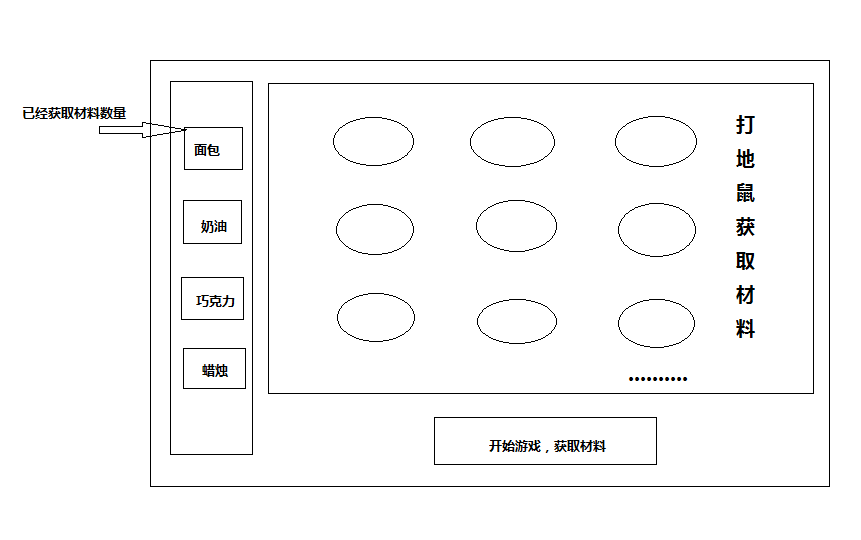 已经获取材料数量
面包
奶油
巧克力
蜡烛
打地鼠获取材料
..........
开始游戏，获取材料